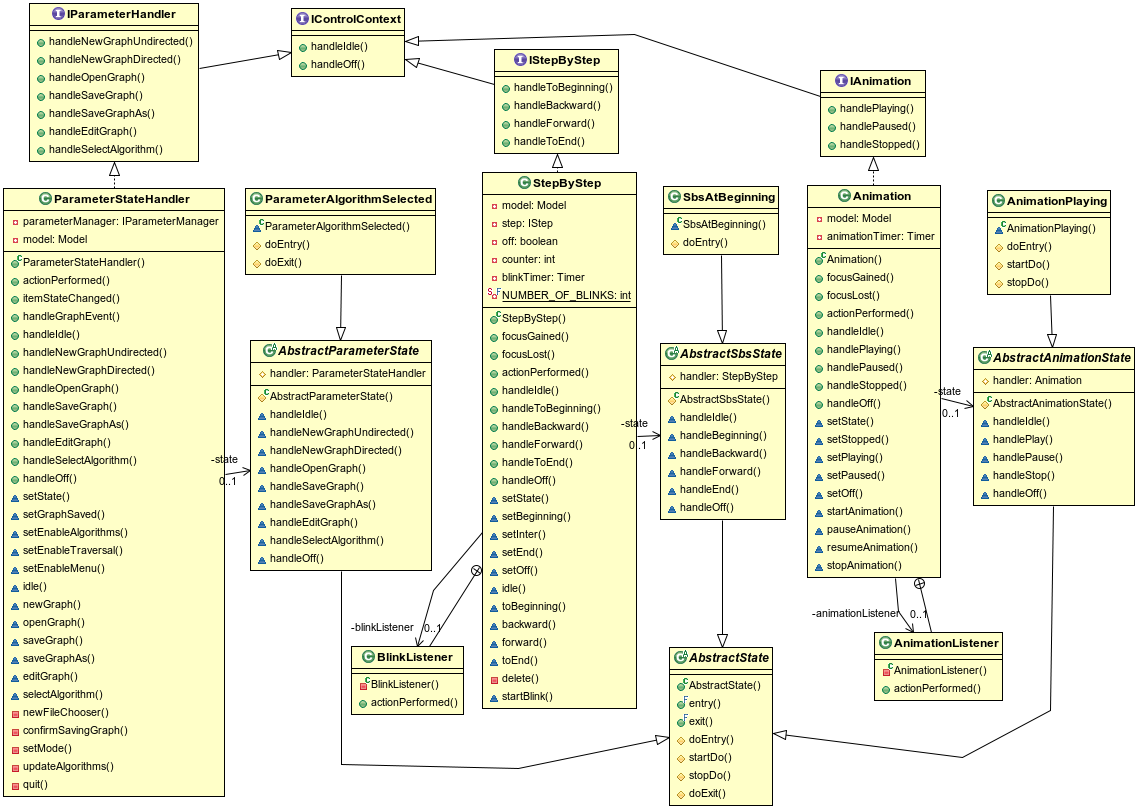 IParameterHandler
handleNewGraphUndirected()
handleNewGraphDirected()
handleOpenGraph()
handleSaveGraph()
handleSaveGraphAs()
handleEditGraph()
handleSelectAlgorithm()
IControlContext
handleIdle()
handleOff()
IStepByStep
handleToBeginning()
handleBackward()
handleForward()
handleToEnd()
IAnimation
handlePlaying()
handlePaused()
handleStopped()
ParameterStateHandler
parameterManager: IParameterManager
model: Model
ParameterStateHandler()
actionPerformed()
itemStateChanged()
handleGraphEvent()
handleIdle()
handleNewGraphUndirected()
handleNewGraphDirected()
handleOpenGraph()
handleSaveGraph()
handleSaveGraphAs()
handleEditGraph()
handleSelectAlgorithm()
handleOff()
setState()
setGraphSaved()
setEnableAlgorithms()
setEnableTraversal()
setEnableMenu()
idle()
newGraph()
openGraph()
saveGraph()
saveGraphAs()
editGraph()
selectAlgorithm()
newFileChooser()
confirmSavingGraph()
setMode()
updateAlgorithms()
quit()
-state
0..1
ParameterAlgorithmSelected
ParameterAlgorithmSelected()
doEntry()
doExit()
AbstractParameterState
handler: ParameterStateHandler
AbstractParameterState()
handleIdle()
handleNewGraphUndirected()
handleNewGraphDirected()
handleOpenGraph()
handleSaveGraph()
handleSaveGraphAs()
handleEditGraph()
handleSelectAlgorithm()
handleOff()
-blinkListener
0..1
BlinkListener
BlinkListener()
actionPerformed()
StepByStep
model: Model
step: IStep
off: boolean
counter: int
blinkTimer: Timer
NUMBER_OF_BLINKS: int
StepByStep()
focusGained()
focusLost()
actionPerformed()
handleIdle()
handleToBeginning()
handleBackward()
handleForward()
handleToEnd()
handleOff()
setState()
setBeginning()
setInter()
setEnd()
setOff()
idle()
toBeginning()
backward()
forward()
toEnd()
delete()
startBlink()
-state
0..1
SbsAtBeginning
SbsAtBeginning()
doEntry()
AbstractSbsState
handler: StepByStep
AbstractSbsState()
handleIdle()
handleBeginning()
handleBackward()
handleForward()
handleEnd()
handleOff()
AbstractState
AbstractState()
entry()
exit()
doEntry()
startDo()
stopDo()
doExit()
Animation
model: Model
animationTimer: Timer
Animation()
focusGained()
focusLost()
actionPerformed()
handleIdle()
handlePlaying()
handlePaused()
handleStopped()
handleOff()
setState()
setStopped()
setPlaying()
setPaused()
setOff()
startAnimation()
pauseAnimation()
resumeAnimation()
stopAnimation()
-state
0..1
-animationListener
0..1
AnimationListener
AnimationListener()
actionPerformed()
AnimationPlaying
AnimationPlaying()
doEntry()
startDo()
stopDo()
AbstractAnimationState
handler: Animation
AbstractAnimationState()
handleIdle()
handlePlay()
handlePause()
handleStop()
handleOff()